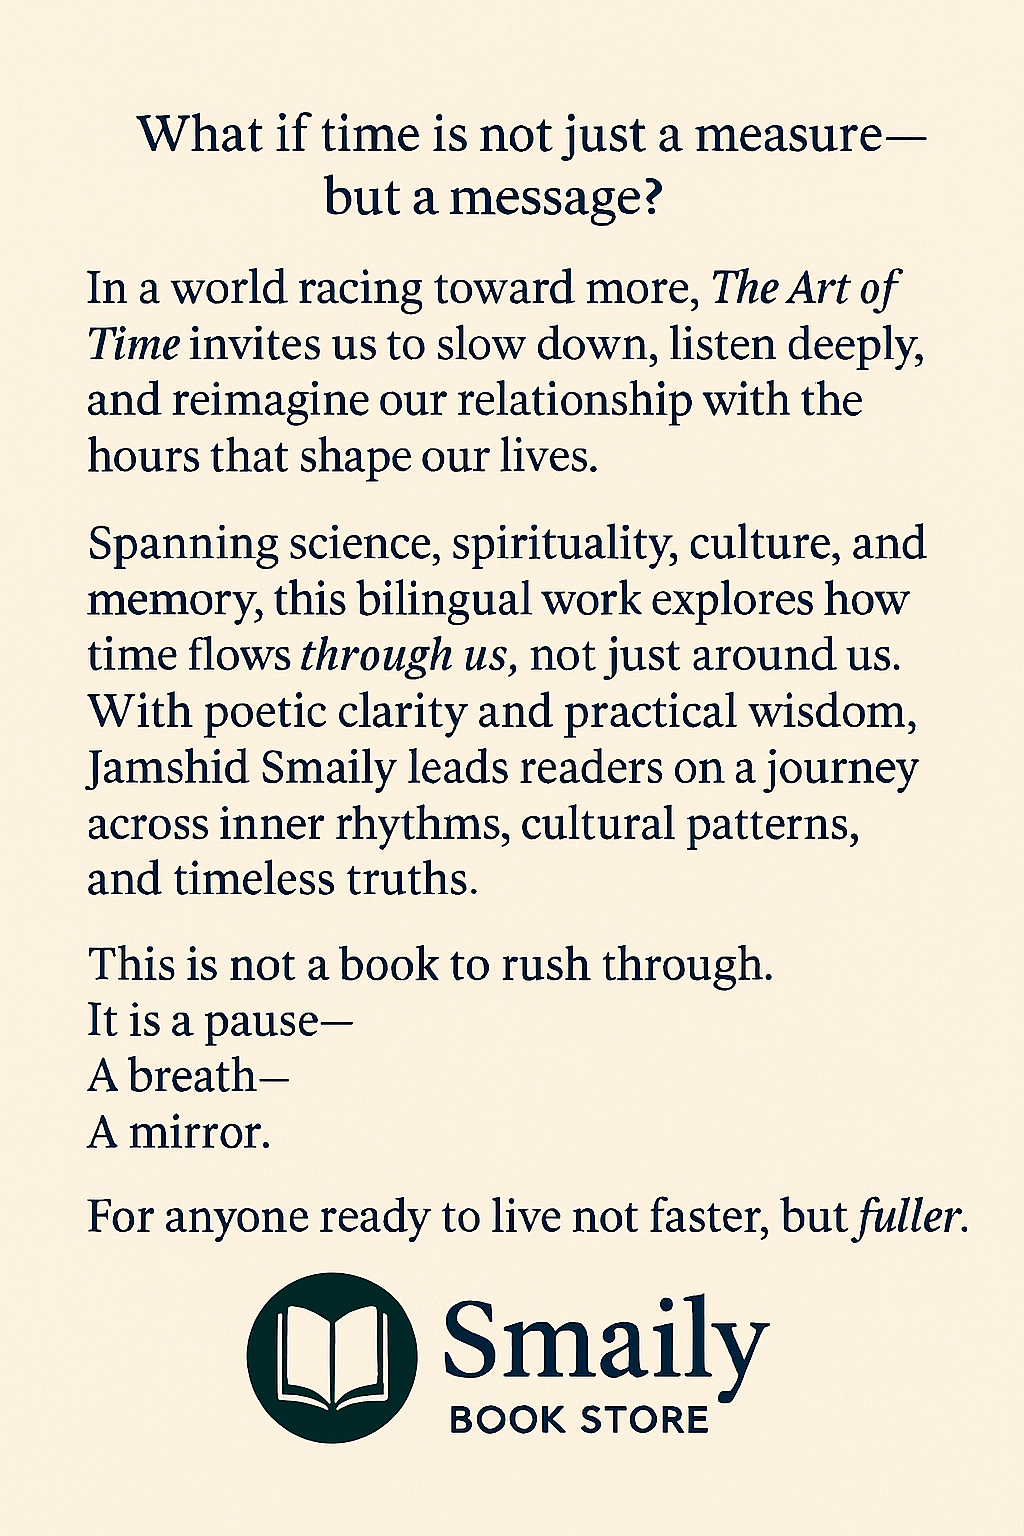 What if time is not just a measure—
but a message?
In a world racing toward more, The Art of
Time invites us to slow down, listen deeply,
and reimagine our relationship with the
hours that shape our lives.
Spanning science, spirituality, culture, and
memory, this bilingual work explores how
time flows through us, not just around us.
With poetic clarity and practical wisdom,
Jamshid Smaily leads readers on a journey
across inner rhythms, cultural patterns,
and timeless truths.
This is not a book to rush through.
It is a pause—
A breath—
A mirror.
For anyone ready to live not faster, but fuller.
Smaily
BOOK STORE